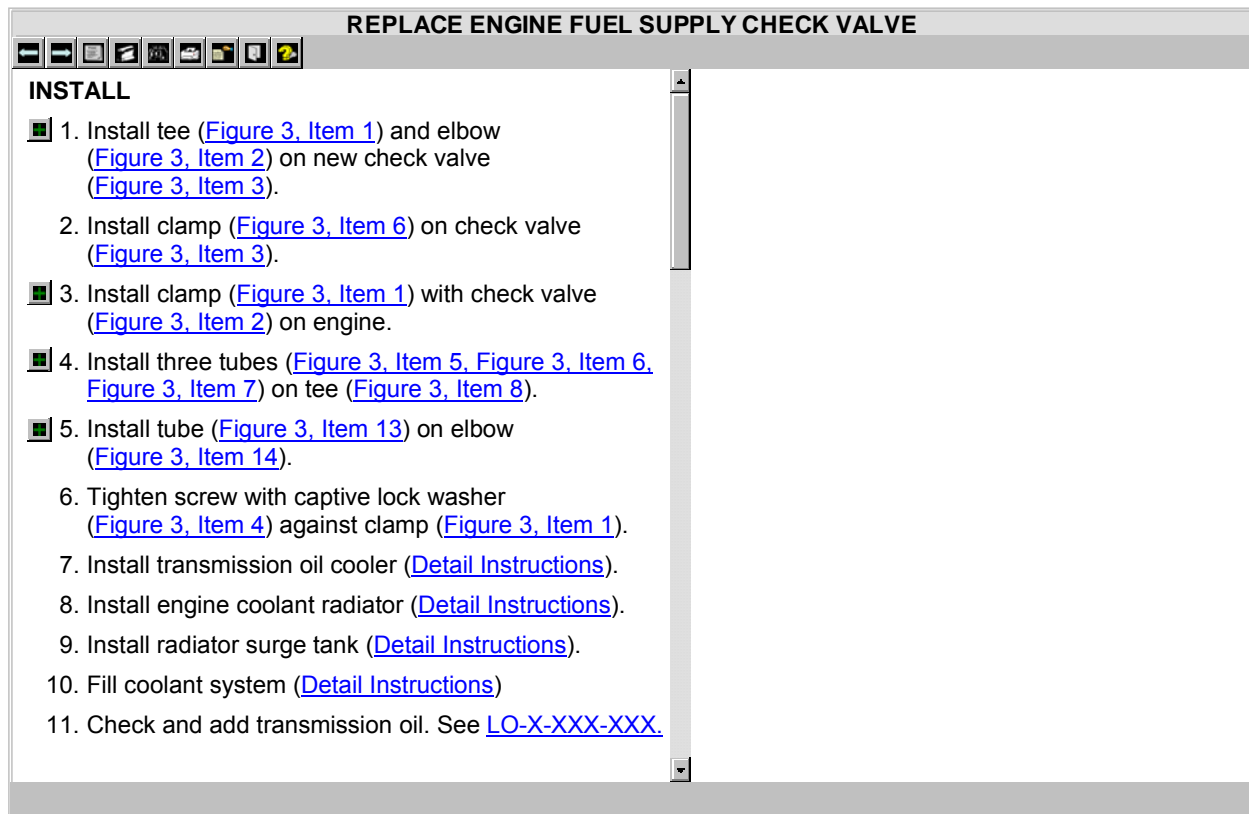 REPLACE ENGINE FUEL SUPPLY CHECK VALVE
INSTALL
1. Install tee (Figure 3, Item 1) and elbow
(Figure 3, Item 2) on new check valve
(Figure 3, Item 3).
2. Install clamp (Figure 3, Item 6) on check valve
(Figure 3, Item 3).
3. Install clamp (Figure 3, Item 1) with check valve
(Figure 3, Item 2) on engine.
4. Install three tubes (Figure 3, Item 5, Figure 3, Item 6,
Figure 3, Item 7) on tee (Figure 3, Item 8).
5. Install tube (Figure 3, Item 13) on elbow
(Figure 3, Item 14).
6. Tighten screw with captive lock washer
(Figure 3, Item 4) against clamp (Figure 3, Item 1).
7. Install transmission oil cooler (Detail Instructions).
8. Install engine coolant radiator (Detail Instructions).
9. Install radiator surge tank (Detail Instructions).
10. Fill coolant system (Detail Instructions)
11. Check and add transmission oil. See LO-X-XXX-XXX.